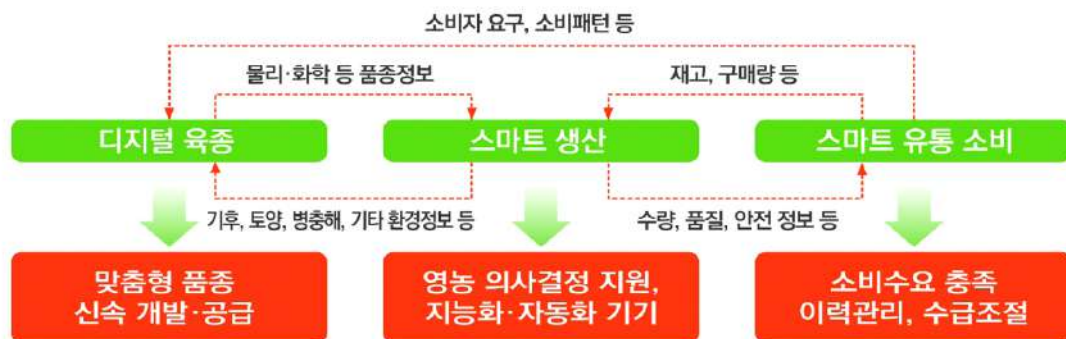 소비자 요구, 소비패턴 등
물리·화학 등 품종정보
재고, 구매량 등
디지털 육종
스마트 생산
스마트 유통 소비
기후, 토양, 병충해, 기타 환경정보 등
수량, 품질, 안전 정보 등
맞춤형 품종
신속 개발·공급
영농 의사결정 지원,
지능화·자동화 기기
소비수요 충족
이력관리, 수급조절